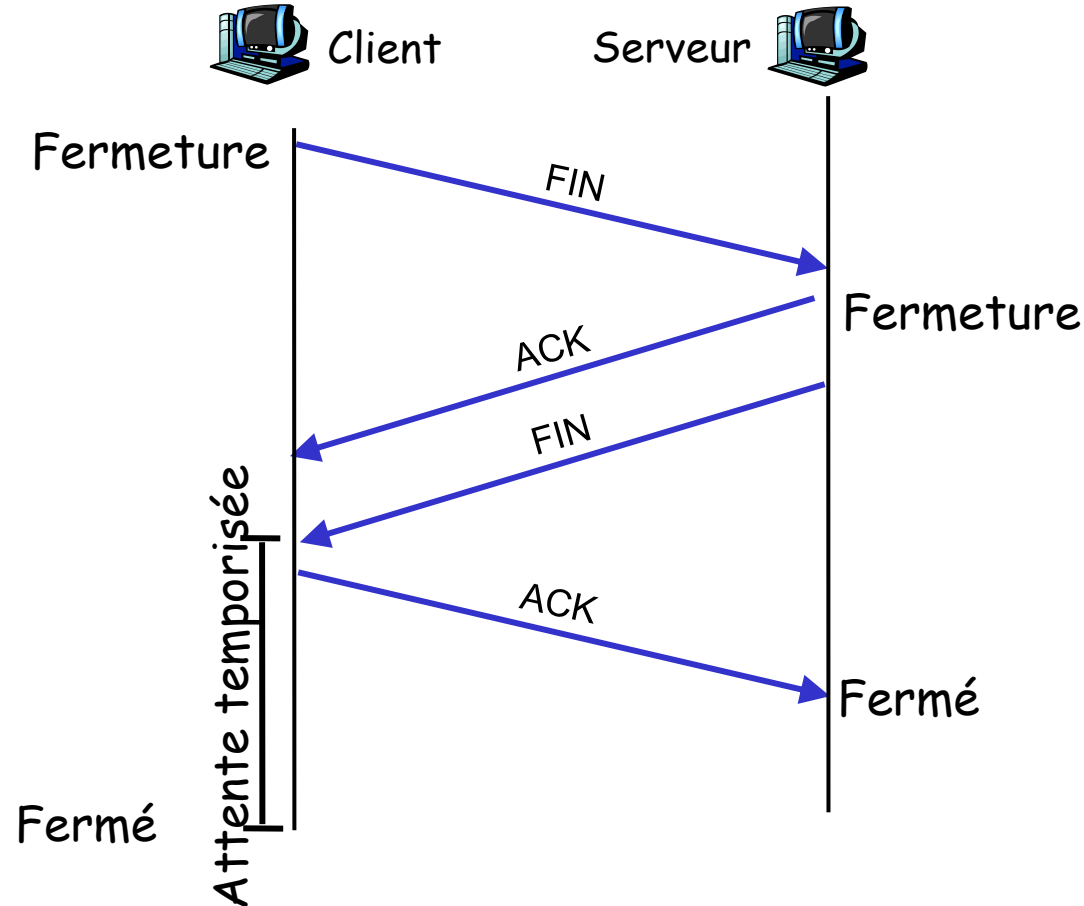 Client
Serveur
Fermeture
FIN
Fermeture
ACK
FIN
Attente temporisée
ACK
Fermé
Fermé